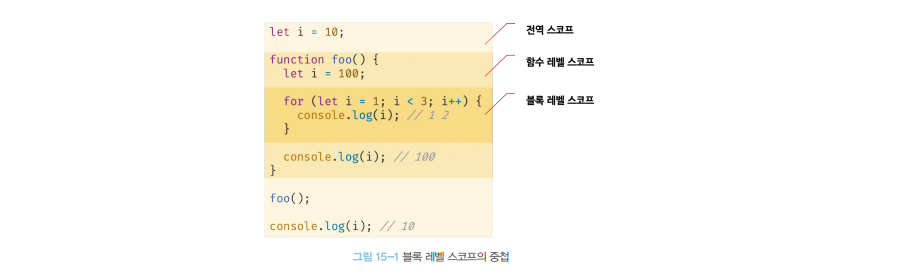 let i = 10;
전역 스코프
function foo() {
함수 레벨 스코프
  let i = 100;
  for (let i = 1; i < 3; i++) {
블록 레벨 스코프
    console.log(i); // 1 2
  }
  console.log(i); // 100
}
foo();
console.log(i); // 10
그림 15-1 블록 레벨 스코프의 중첩